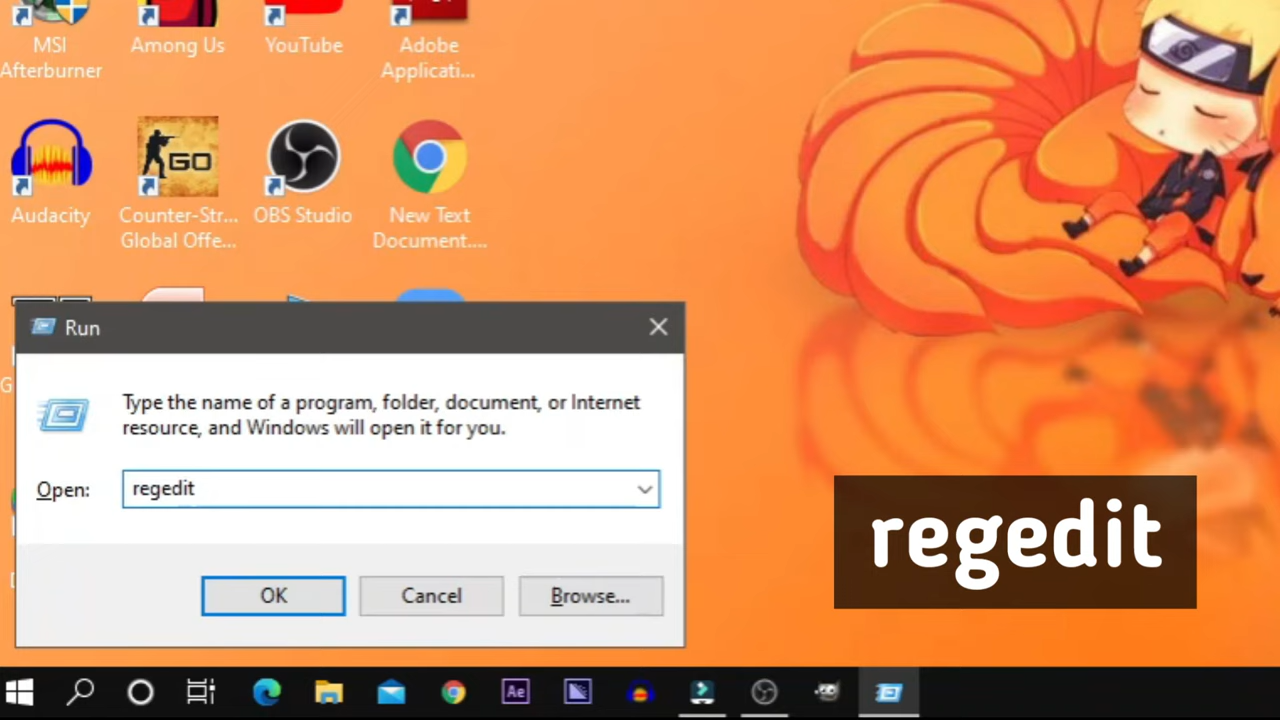 MSI
Afterburner
Among Us
YouTube
Adobe
Applicati...
Audacity
Counter-Str...
Global Offe...
OBS Studio
New Text
Document....
GO
Run
Type the name of a program, folder, document, or Internet
resource, and Windows will open it for you.
Open:
regedit
OK
Cancel
Browse...
regedit
Ae